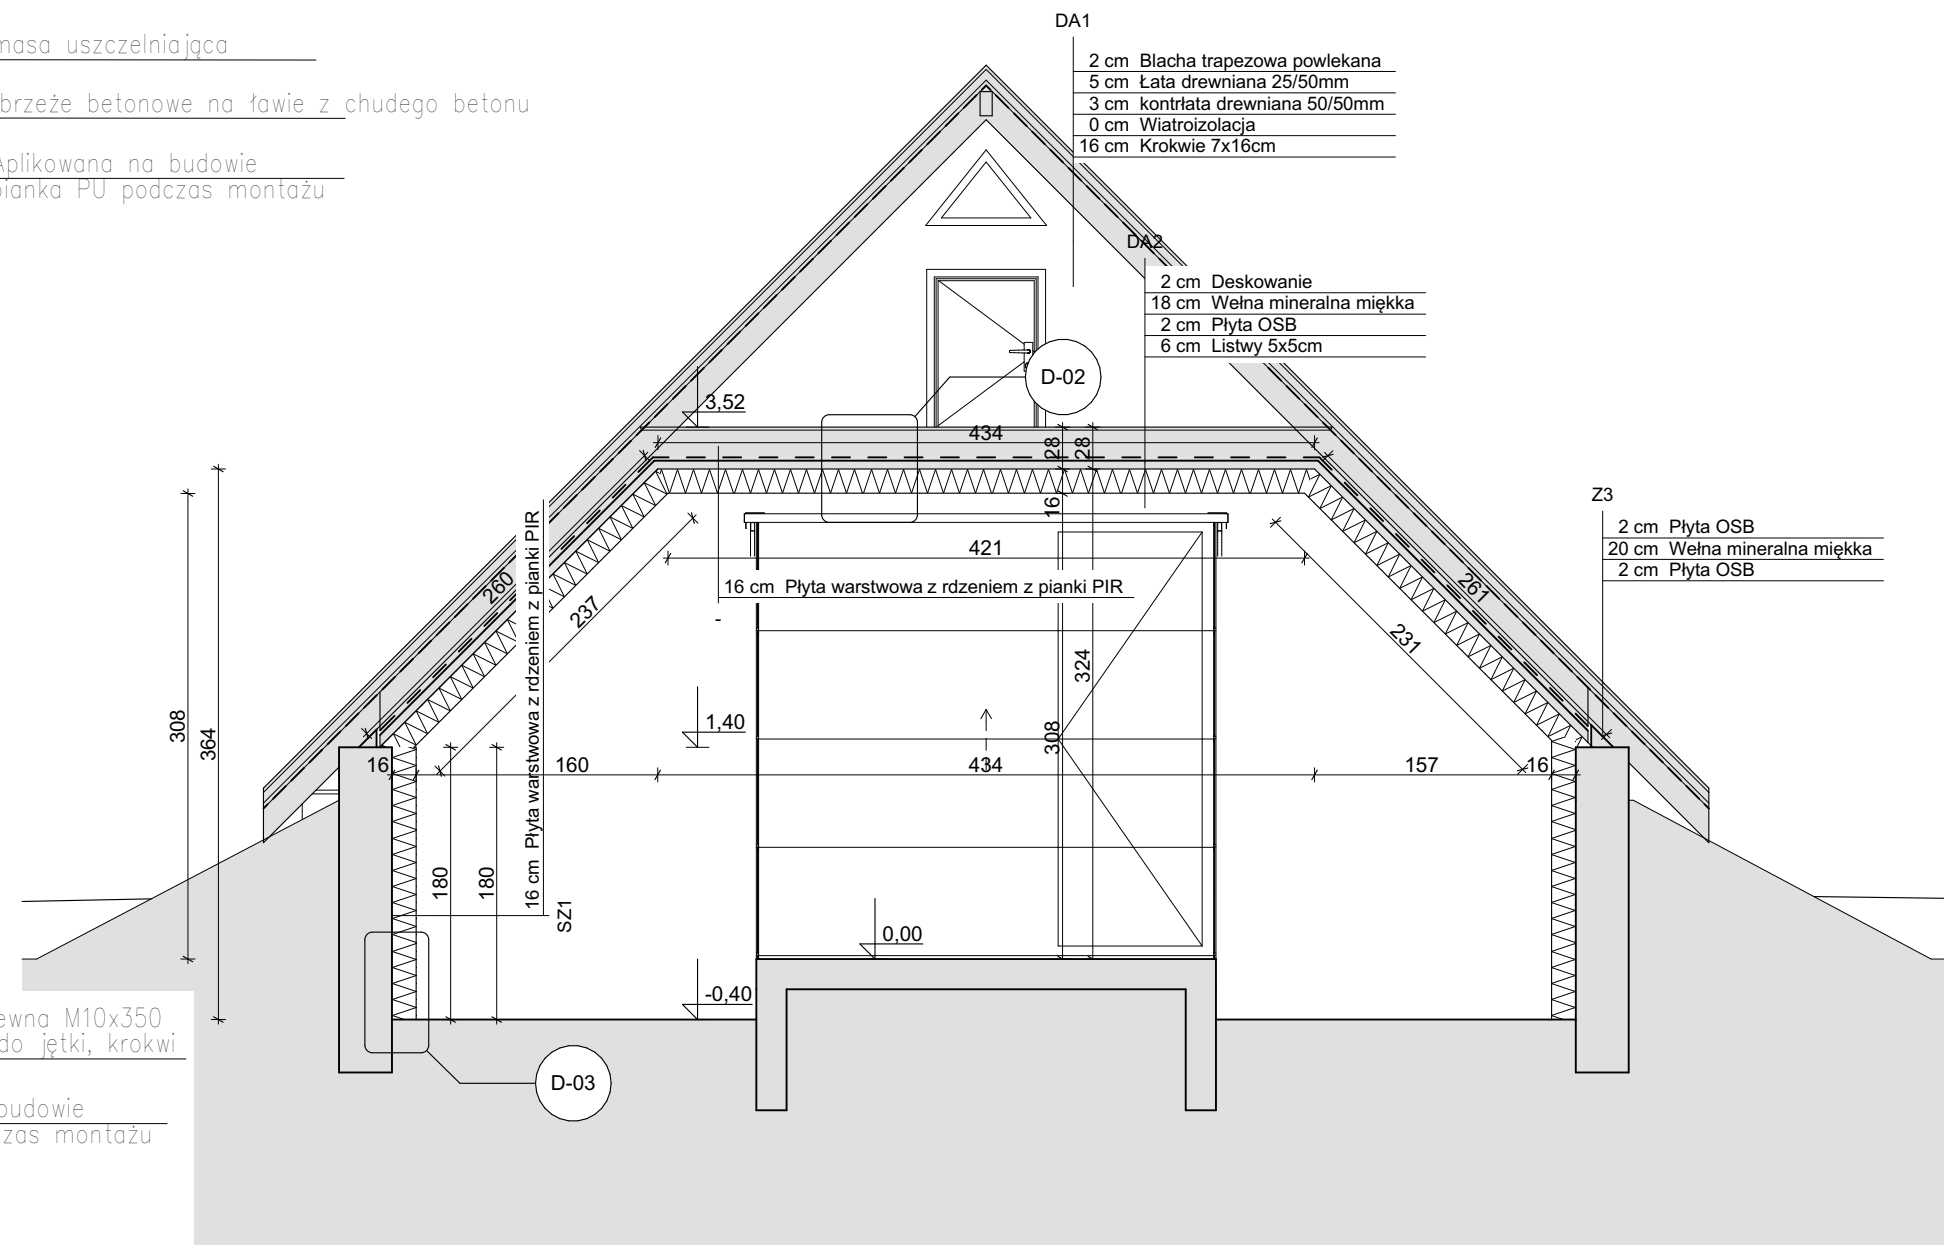 masa uszczelniająca
brzeże betonowe na ławie z chudego betonu
Aplikowana na budowie
pianka PU podczas montażu
DA1
2 cm Blacha trapezowa powlekana
5 cm Łata drewniana 25/50mm
3 cm kontrłata drewniana 50/50mm
0 cm Wiatroizolacja
16 cm Krokwie 7x16cm
DA2
2 cm Deskowanie
18 cm Wełna mineralna miękka
2 cm Płyta OSB
6 cm Listwy 5x5cm
D-02
3,52
434
28
28
16
Z3
2 cm Płyta OSB
20 cm Wełna mineralna miękka
2 cm Płyta OSB
421
16 cm Płyta warstwowa z rdzeniem z pianki PIR
-
260
237
16 cm Płyta warstwowa z rdzeniem z pianki PIR
SZ1
261
231
324
308
308
364
1,40
16
160
434
157
16
180
180
0,00
-0,40
ewna M10x350
do jętki, krokwi
D-03
budowie
zas montażu